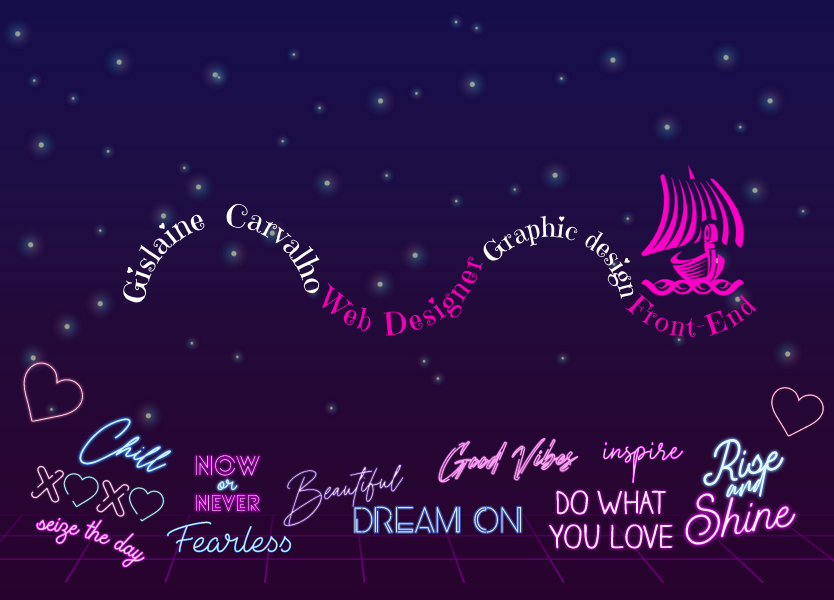 Gislaine Carvalho Web Designer Graphic design Front-End
Chill
XOXO
seize the day
NOW
or
NEVER
Fearless
Beautiful
DREAM ON
Good Vibes
inspire
DO WHAT
YOU LOVE
Rise
and
Shine